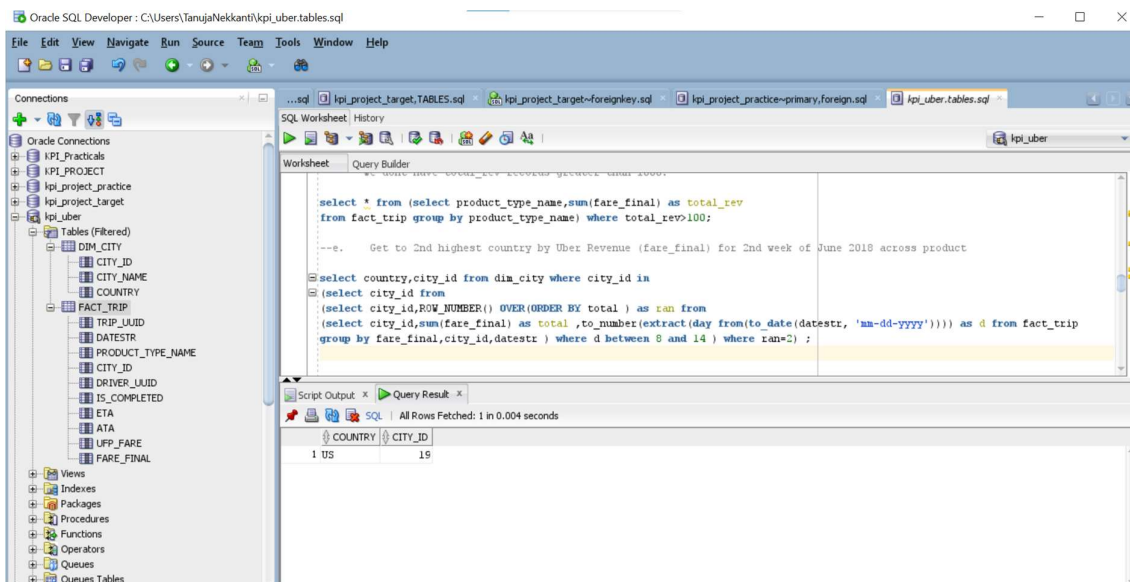 Oracle SQL Developer : C:\Users\TanujaNekkanti\kpi_uber.tables.sql
File Edit View Navigate Run Source Team Tools Window Help
Connections
Oracle Connections
KPI_Practicals
KPI_PROJECT
kpi_project_practice
kpi_project_target
kpi_uber
Tables (Filtered)
DIM_CITY
CITY_ID
CITY_NAME
COUNTRY
FACT_TRIP
TRIP_UUID
DATESTR
PRODUCT_TYPE_NAME
CITY_ID
DRIVER_UUID
IS_COMPLETED
ETA
ATA
UFP_FARE
FARE_FINAL
Views
Indexes
Packages
Procedures
Functions
Operators
Queues
Queues Tables
...sql kpi_project_target,TABLES.sql kpi_project_target~foreignkey.sql kpi_project_practice~primary,foreign.sql kpi_uber.tables.sql
SQL Worksheet History
kpi_uber
Worksheet Query Builder
we dont have total_rev records greater than 1000.
select * from (select product_type_name,sum(fare_final) as total_rev
from fact_trip group by product_type_name) where total_rev>100;
--e. Get to 2nd highest country by Uber Revenue (fare_final) for 2nd week of June 2018 across product
select country,city_id from dim_city where city_id in
(select city_id from
(select city_id,ROW_NUMBER() OVER(ORDER BY total ) as ran from
(select city_id,sum(fare_final) as total ,to_number(extract(day from(to_date(datestr, 'mm-dd-yyyy')))) as d from fact_trip
group by fare_final,city_id,datestr ) where d between 8 and 14 ) where ran=2) ;
Script Output x Query Result x
SQL | All Rows Fetched: 1 in 0.004 seconds
COUNTRY CITY_ID
1 US 19